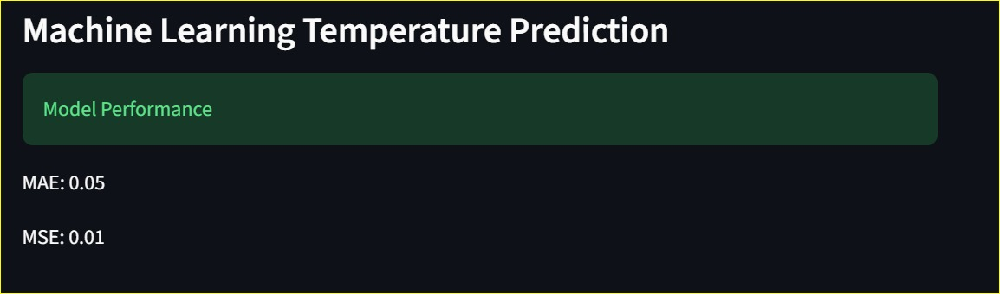 Machine Learning Temperature Prediction
Model Performance
MAE: 0.05
MSE: 0.01